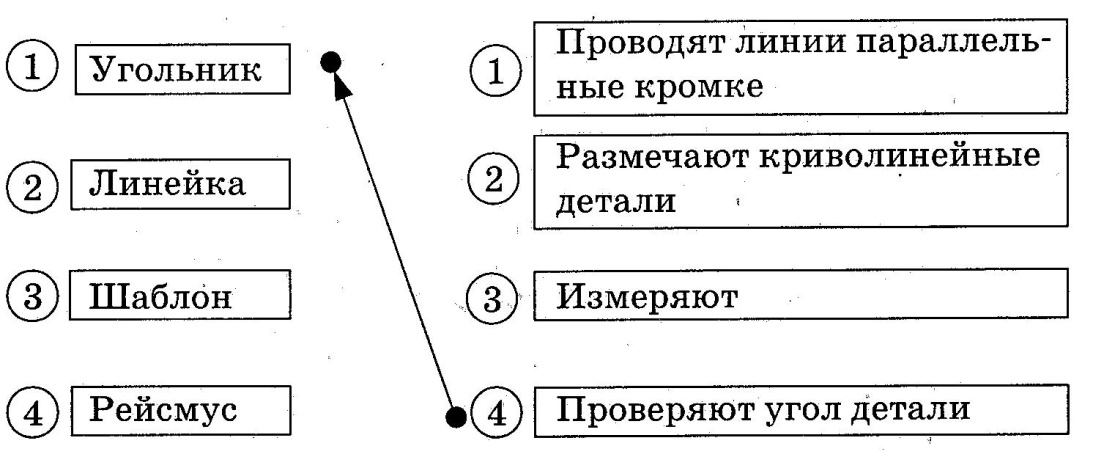 1 Угольник
2 Линейка
3 Шаблон
4 Рейсмус
1 Проводят линии параллель-
ные кромке
2 Размечают криволинейные
детали
3 Измеряют
4 Проверяют угол детали